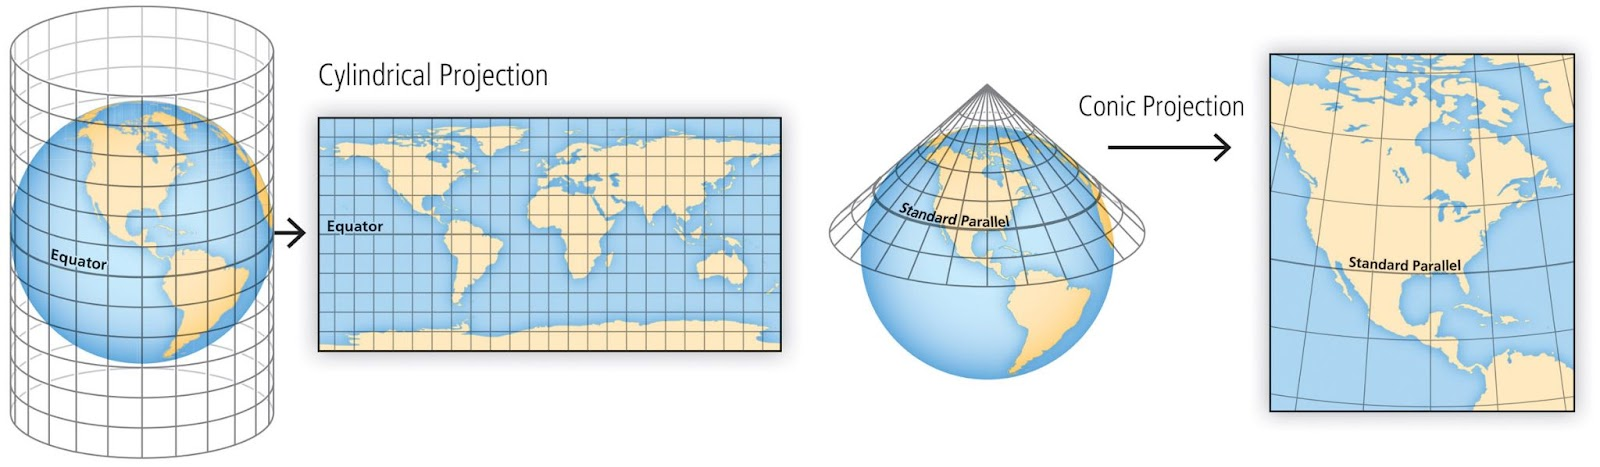 Equator
Cylindrical Projection
Equator
Standard Parallel
Conic Projection
Standard Parallel